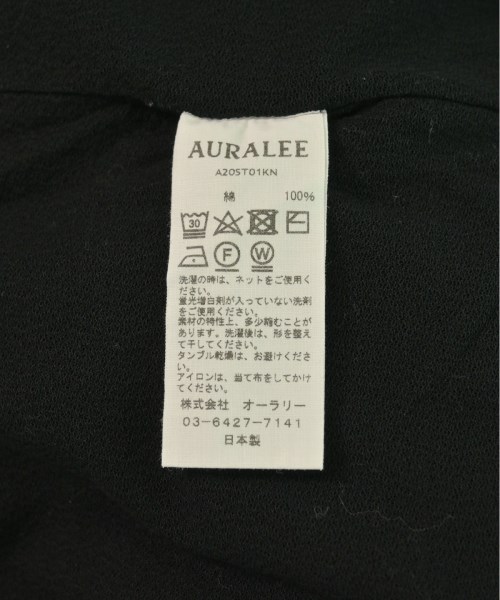 AURALEE
A20ST01KN
綿 100%
30
F W
洗濯の時は、ネットをご使用く
ださい。
蛍光増白剤が入っていない洗剤
をご使用ください。
素材の特性上、多少縮むことが
あります。洗濯後は、形を整え
て干してください。
タンブル乾燥は、お避けくださ
い。
アイロンは、当て布をしてかけ
てください。
株式会社 オーラリー
03-6427-7141
日本製